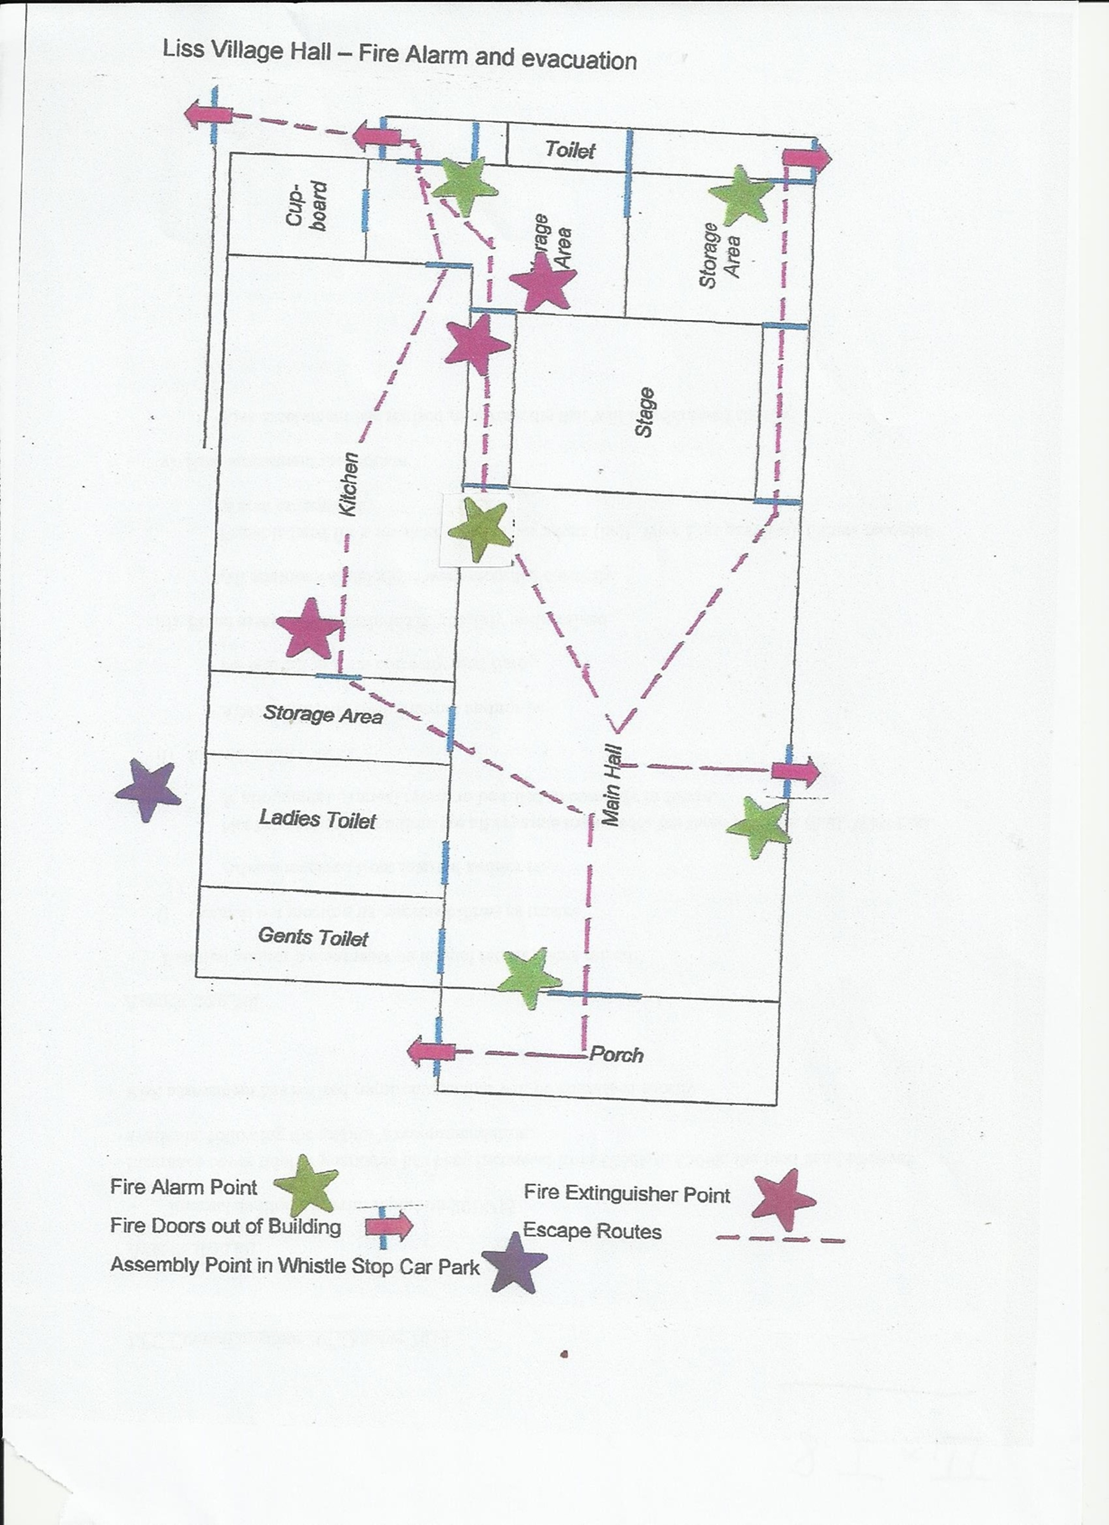 Liss Village Hall – Fire Alarm and evacuation
Toilet
Cup-
board
Area
Storage
Area
Stage
Kitchen
Storage Area
Main Hall
Ladies Toilet
Gents Toilet
Porch
Fire Alarm Point
Fire Extinguisher Point
Fire Doors out of Building
Escape Routes
Assembly Point in Whistle Stop Car Park